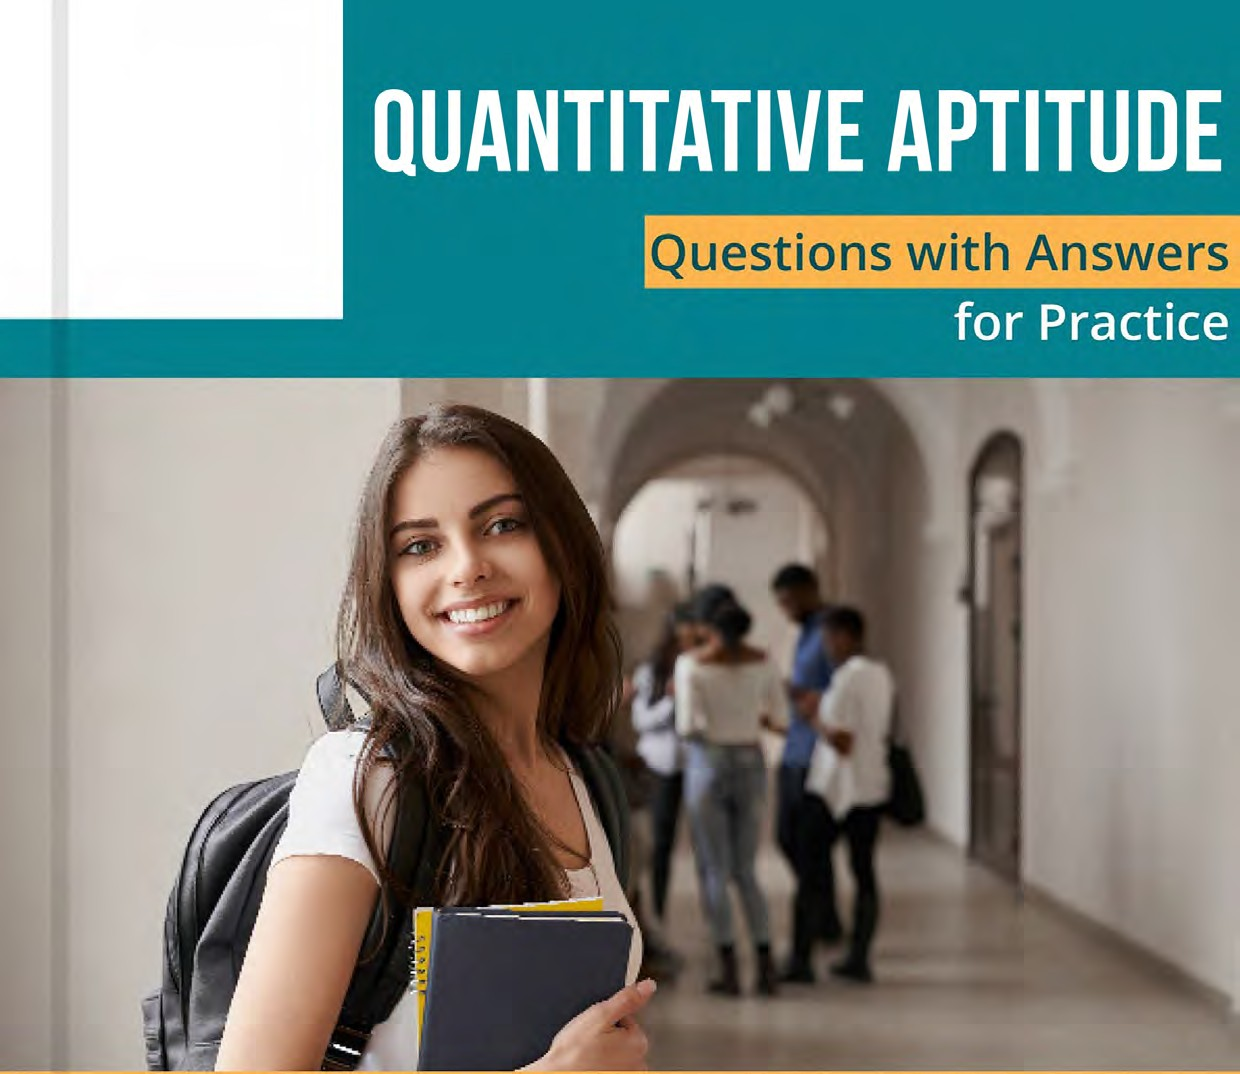 QUANTITATIVE APTITUDE
Questions with Answers
for Practice